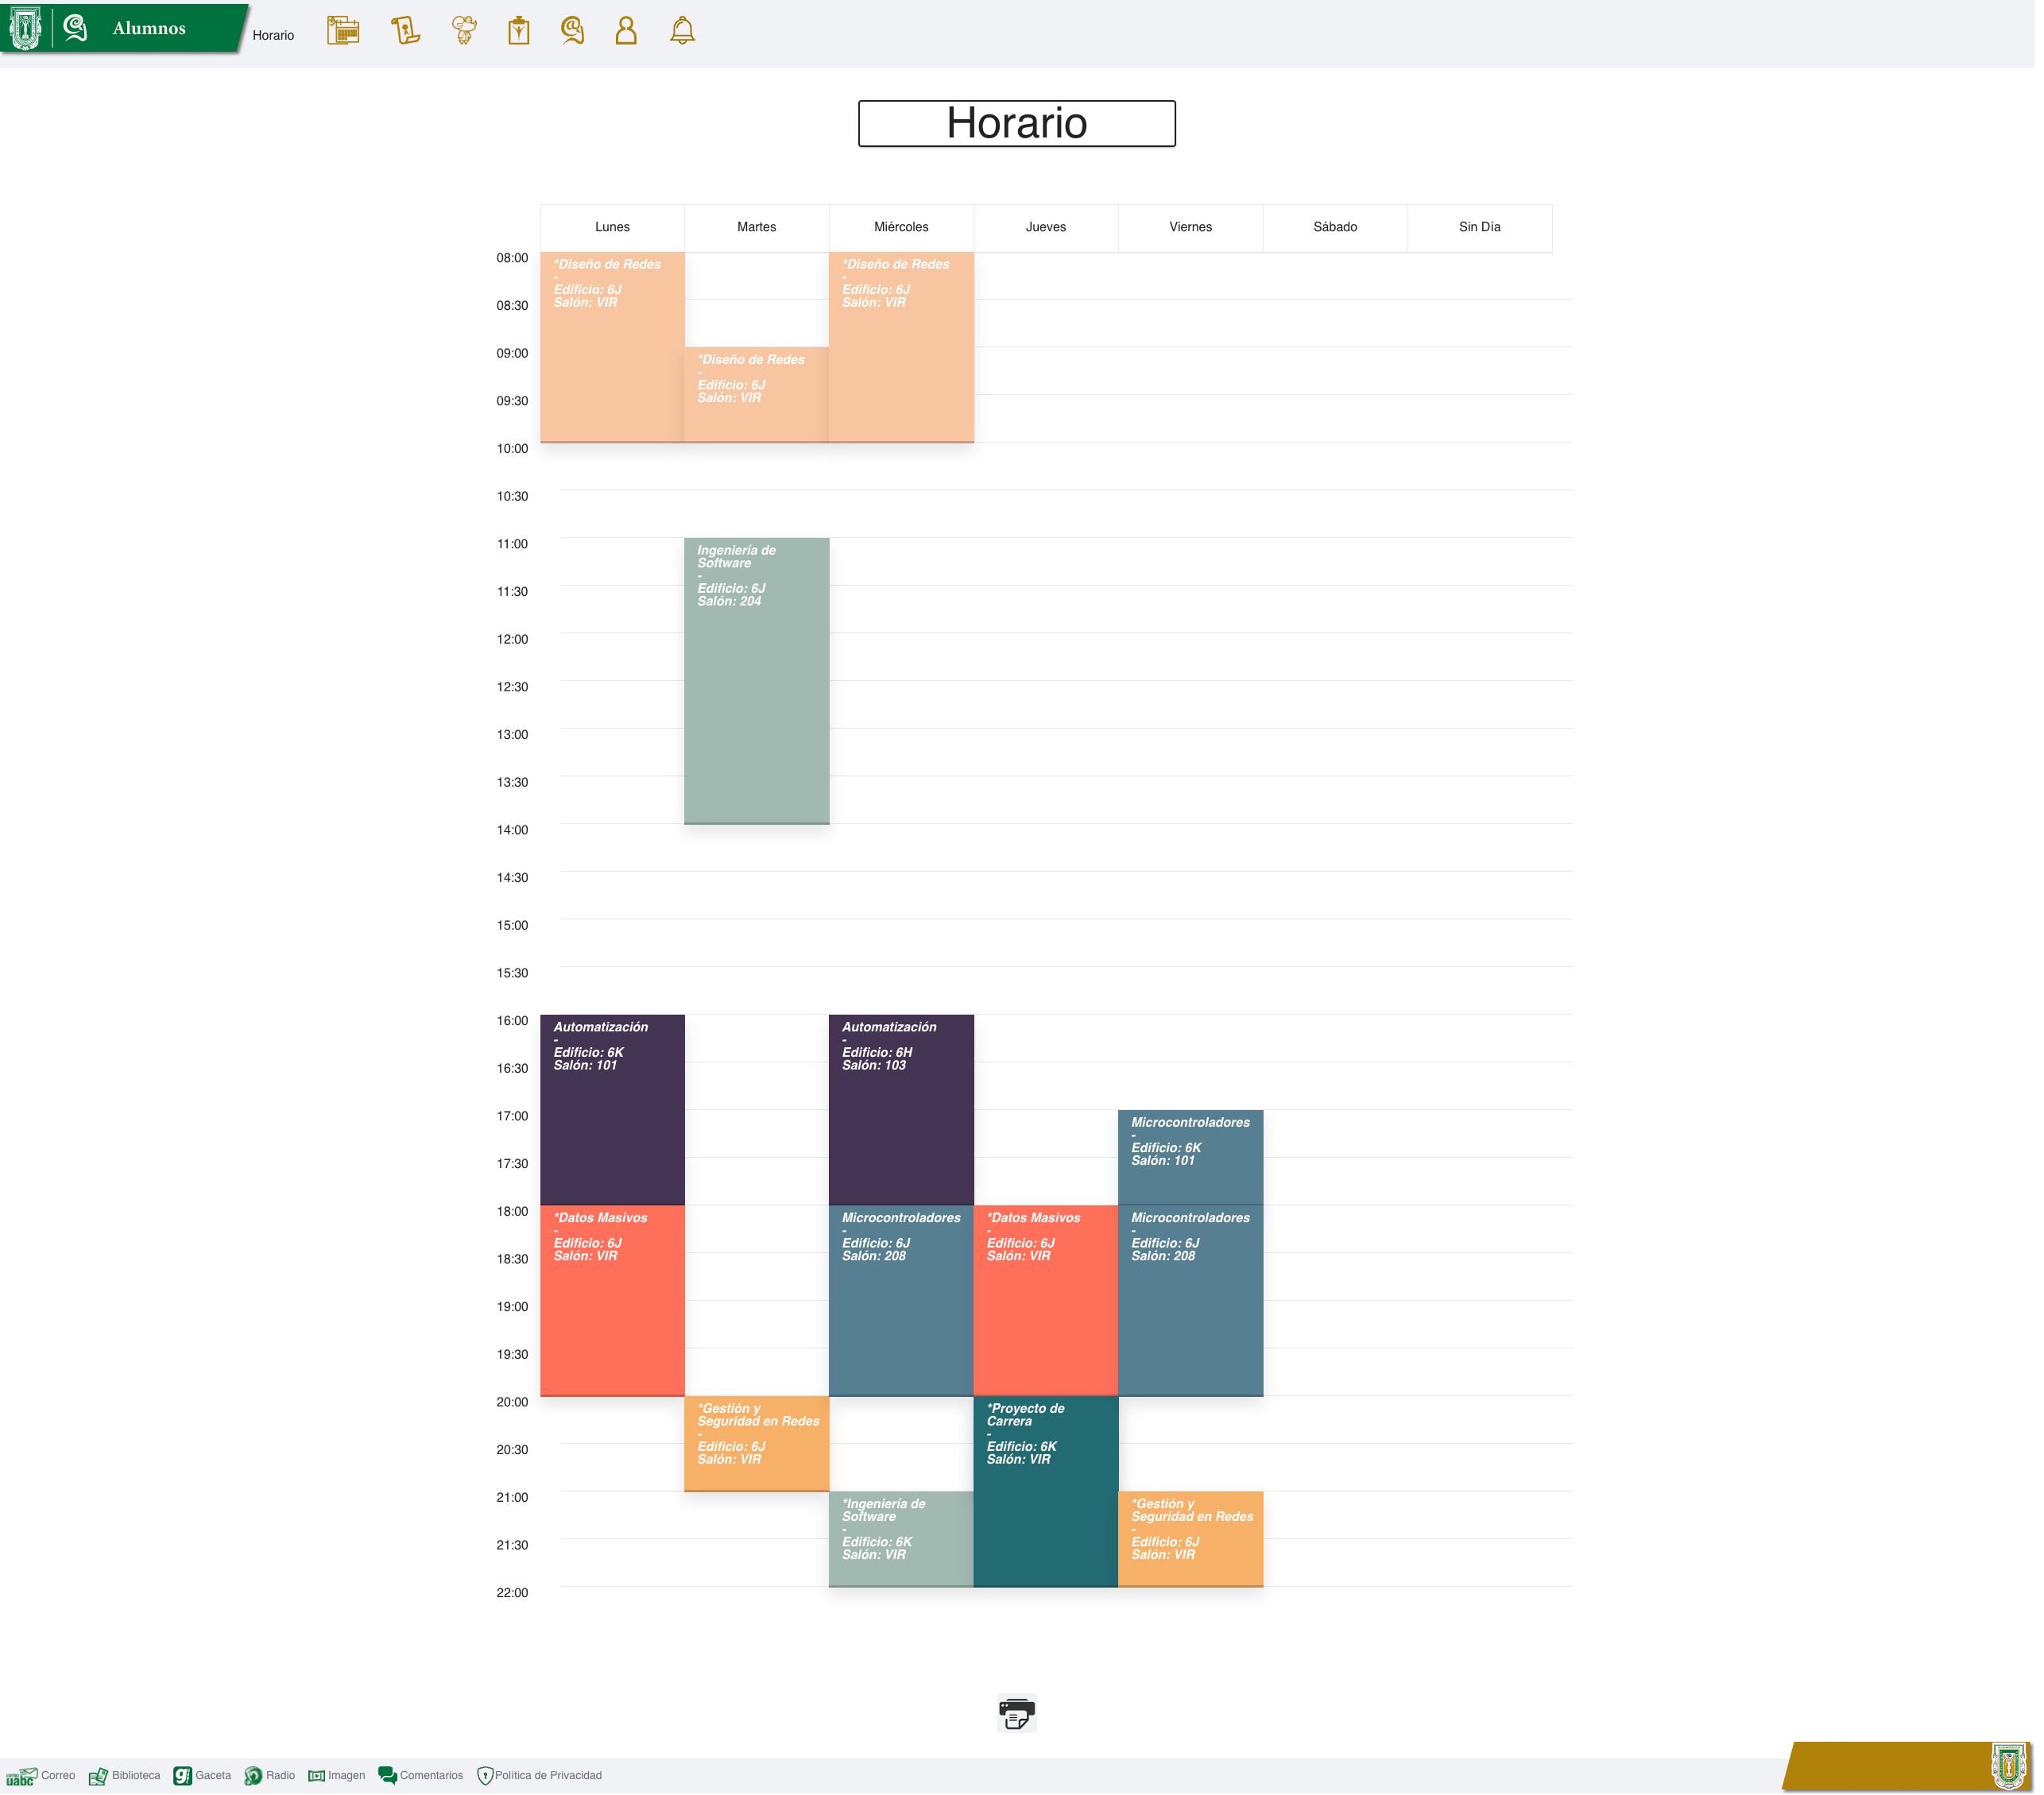 Alumnos
Horario
Horario
Lunes
Martes
Miércoles
Jueves
Viernes
Sábado
Sin Día
08:00
08:30
09:00
09:30
10:00
10:30
11:00
11:30
12:00
12:30
13:00
13:30
14:00
14:30
15:00
15:30
16:00
16:30
17:00
17:30
18:00
18:30
19:00
19:30
20:00
20:30
21:00
21:30
22:00
*Diseño de Redes
-
Edificio: 6J
Salón: VIR
Automatización
-
Edificio: 6K
Salón: 101
*Datos Masivos
-
Edificio: 6J
Salón: VIR
*Diseño de Redes
-
Edificio: 6J
Salón: VIR
Ingeniería de
Software
-
Edificio: 6J
Salón: 204
*Gestión y
Seguridad en Redes
-
Edificio: 6J
Salón: VIR
*Diseño de Redes
-
Edificio: 6J
Salón: VIR
Automatización
-
Edificio: 6H
Salón: 103
Microcontroladores
-
Edificio: 6J
Salón: 208
*Ingeniería de
Software
-
Edificio: 6K
Salón: VIR
*Datos Masivos
-
Edificio: 6J
Salón: VIR
*Proyecto de
Carrera
-
Edificio: 6K
Salón: VIR
Microcontroladores
-
Edificio: 6K
Salón: 101
Microcontroladores
-
Edificio: 6J
Salón: 208
*Gestión y
Seguridad en Redes
-
Edificio: 6J
Salón: VIR
uabc
Correo
Biblioteca
g
Gaceta
Radio
Imagen
Comentarios
Política de Privacidad